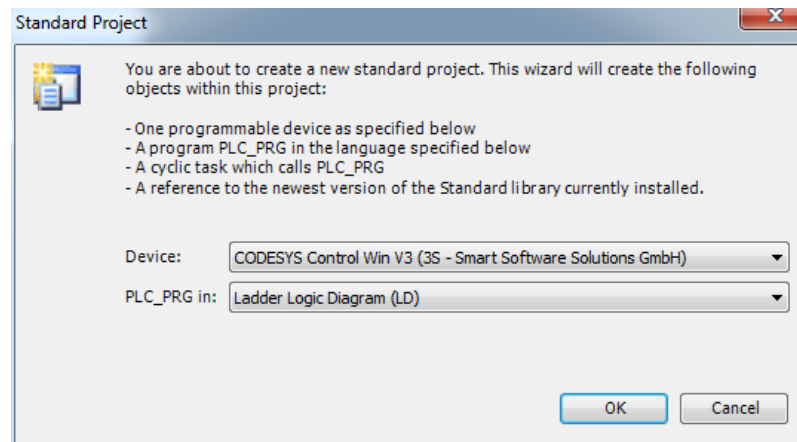 Standard Project
You are about to create a new standard project. This wizard will create the following
objects within this project:
- One programmable device as specified below
- A program PLC_PRG in the language specified below
- A cyclic task which calls PLC_PRG
- A reference to the newest version of the Standard library currently installed.
Device: CODESYS Control Win V3 (3S - Smart Software Solutions GmbH)
PLC_PRG in: Ladder Logic Diagram (LD)
OK Cancel